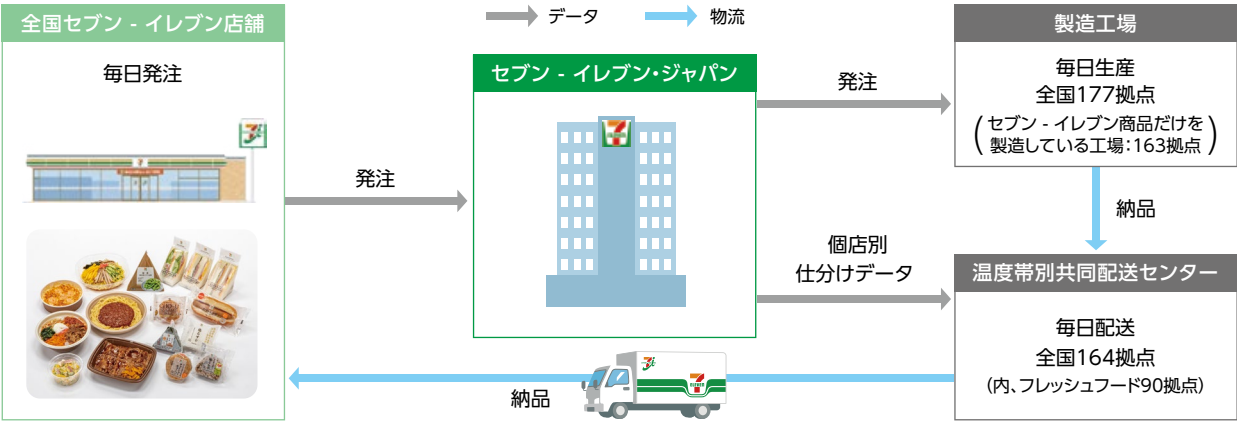 データ
物流
全国セブン - イレブン店舗
毎日発注
発注
セブン - イレブン・ジャパン
発注
個店別
仕分けデータ
製造工場
毎日生産
全国177拠点
(セブン - イレブン商品だけを
製造している工場:163拠点)
納品
温度帯別共同配送センター
毎日配送
全国164拠点
(内、フレッシュフード90拠点)
納品